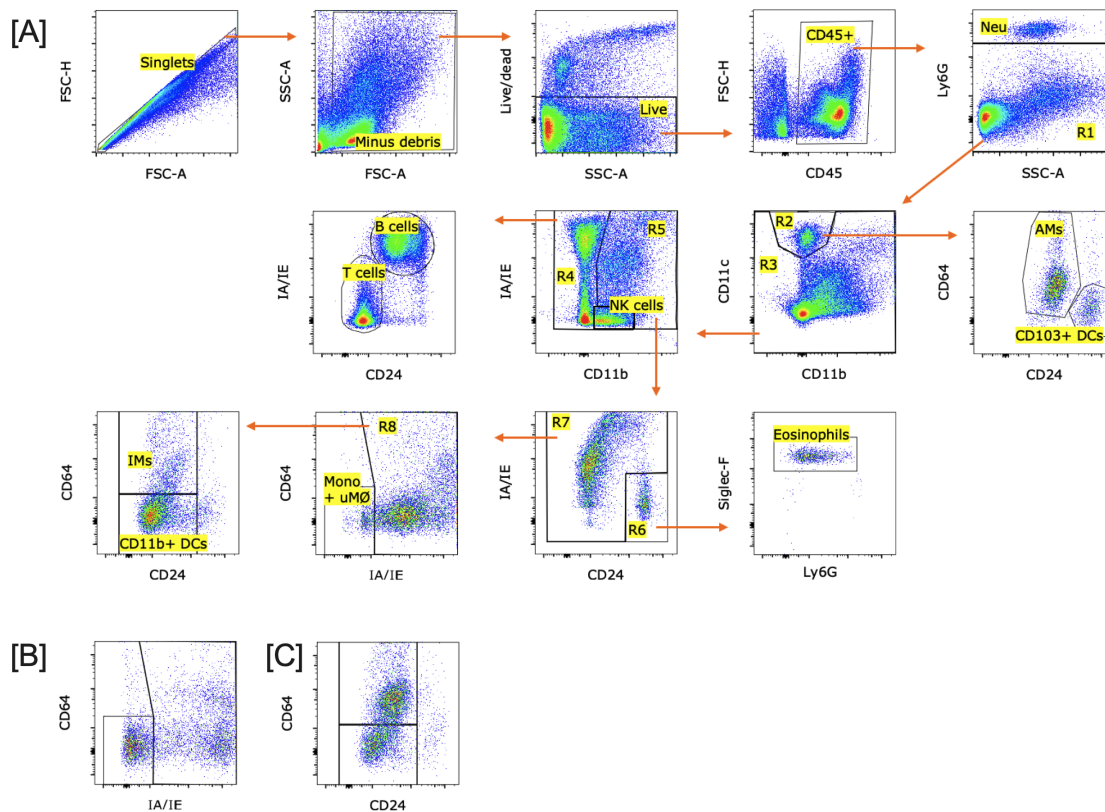 [A]
FSC-H
Singlets
FSC-A
SSC-A
Minus debris
FSC-A
Live/dead
Live
SSC-A
FSC-H
CD45+
CD45
Ly6G
Neu
R1
SSC-A
IA/IE
B cells
T cells
CD24
IA/IE
R5
R4
NK cells
CD11b
CD11c
R2
R3
CD11b
CD64
AMs
CD103+ DCs
CD24
CD64
IMs
CD11b+ DCs
CD24
CD64
R8
Mono
+ uMØ
IA/IE
IA/IE
R7
R6
CD24
Siglec-F
Eosinophils
Ly6G
[B]
CD64
IA/IE
[C]
CD64
CD24